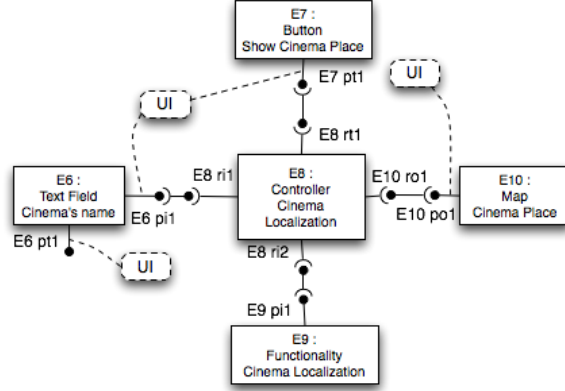 E7 :
Button
Show Cinema Place
E7 pt1
UI
UI
E8 rt1
E6 :
Text Field
Cinema's name
E8 ri1
E6 pi1
E8 :
Controller
Cinema
Localization
E10 ro1
E10 po1
E10 :
Map
Cinema Place
E6 pt1
UI
E8 ri2
E9 pi1
E9 :
Functionality
Cinema Localization